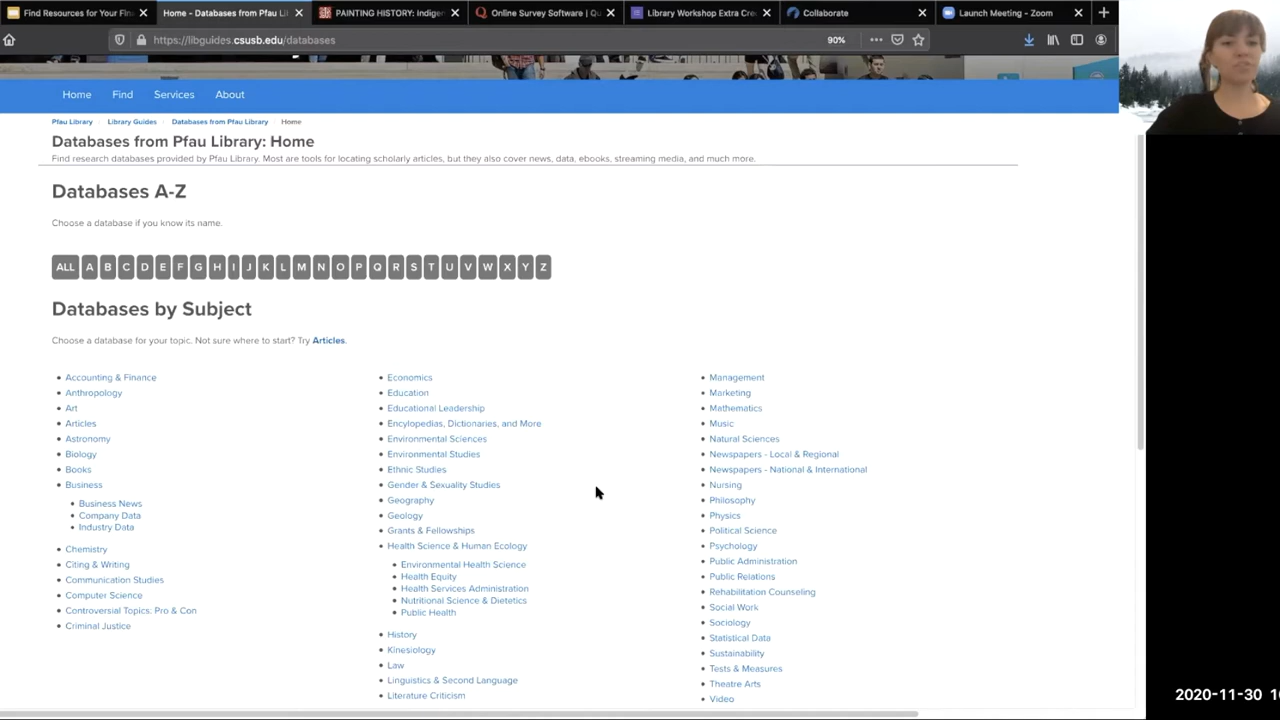 Find Resources for Your Fin
Home - Databases from Pfau Li
PAINTING HISTORY: Indigen
Online Survey Software | Qu
Library Workshop Extra Cre
Collaborate
Launch Meeting - Zoom
https://libguides.csusb.edu/databases
90%
Home
Find
Services
About
Pfau Library
Library Guides
Databases from Pfau Library
Home
Databases from Pfau Library: Home
Find research databases provided by Pfau Library. Most are tools for locating scholarly articles, but they also cover news, data, ebooks, streaming media, and much more.
Databases A-Z
Choose a database if you know its name.
ALL A B C D E F G H I J K L M N O P Q R S T U V W X Y Z
Databases by Subject
Choose a database for your topic. Not sure where to start? Try Articles.
Accounting & Finance
Anthropology
Art
Articles
Astronomy
Biology
Books
Business
Business News
Company Data
Industry Data
Chemistry
Citing & Writing
Communication Studies
Computer Science
Controversial Topics: Pro & Con
Criminal Justice
Economics
Education
Educational Leadership
Encylopedias, Dictionaries, and More
Environmental Sciences
Environmental Studies
Ethnic Studies
Gender & Sexuality Studies
Geography
Geology
Grants & Fellowships
Health Science & Human Ecology
Environmental Health Science
Health Equity
Health Services Administration
Nutritional Science & Dietetics
Public Health
History
Kinesiology
Law
Linguistics & Second Language
Literature Criticism
Management
Marketing
Mathematics
Music
Natural Sciences
Newspapers - Local & Regional
Newspapers - National & International
Nursing
Philosophy
Physics
Political Science
Psychology
Public Administration
Public Relations
Rehabilitation Counseling
Social Work
Sociology
Statistical Data
Sustainability
Tests & Measures
Theatre Arts
Video
2020-11-30